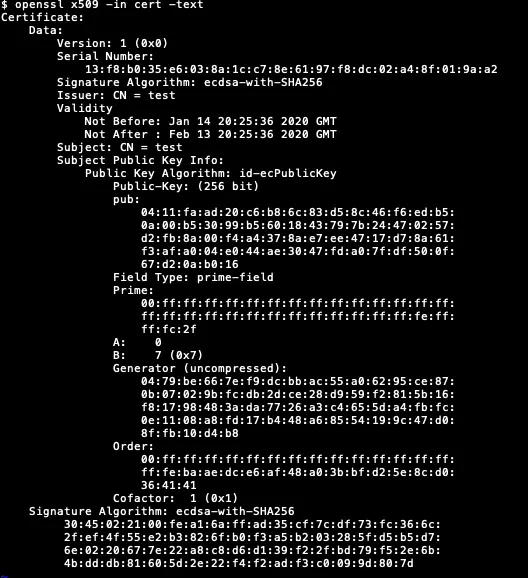 $ openssl x509 -in cert -text
Certificate:
Data:
Version: 1 (0x0)
Serial Number:
13:f8:b0:35:e6:03:8a:1c:c7:8e:61:97:f8:dc:02:a4:8f:01:9a:a2
Signature Algorithm: ecdsa-with-SHA256
Issuer: CN = test
Validity
Not Before: Jan 14 20:25:36 2020 GMT
Not After : Feb 13 20:25:36 2020 GMT
Subject: CN = test
Subject Public Key Info:
Public Key Algorithm: id-ecPublicKey
Public-Key: (256 bit)
pub:
04:11:fa:ad:20:c6:b8:6c:83:d5:8c:46:f6:ed:b5:
0a:00:b5:30:99:b5:60:18:43:79:7b:24:47:02:57:
d2:fb:8a:00:f4:a4:37:8a:e7:ee:47:17:d7:8a:61:
f3:af:a0:04:e0:44:ae:30:47:fd:a0:7f:df:50:0f:
67:d2:0a:b0:16
Field Type: prime-field
Prime:
00:ff:ff:ff:ff:ff:ff:ff:ff:ff:ff:ff:ff:ff:ff:
ff:ff:ff:ff:ff:ff:ff:ff:ff:ff:ff:ff:ff:fe:ff:
ff:fc:2f
A: 0
B: 7 (0x7)
Generator (uncompressed):
04:79:be:66:7e:f9:dc:bb:ac:55:a0:62:95:ce:87:
0b:07:02:9b:fc:db:2d:ce:28:d9:59:f2:81:5b:16:
f8:17:98:48:3a:da:77:26:a3:c4:65:5d:a4:fb:fc:
0e:11:08:a8:fd:17:b4:48:a6:85:54:19:9c:47:d0:
8f:fb:10:d4:b8
Order:
00:ff:ff:ff:ff:ff:ff:ff:ff:ff:ff:ff:ff:ff:ff:
ff:fe:ba:ae:dc:e6:af:48:a0:3b:bf:d2:5e:8c:d0:
36:41:41
Cofactor: 1 (0x1)
Signature Algorithm: ecdsa-with-SHA256
30:45:02:21:00:fe:a1:6a:ff:ad:35:cf:7c:df:73:fc:36:6c:
2f:ef:4f:55:e2:b3:82:6f:b0:f3:a5:b2:03:28:5f:d5:b5:d7:
6e:02:20:67:7e:22:a8:c8:d6:d1:39:f2:2f:bd:79:f5:2e:6b:
4b:dd:db:81:60:5d:2e:22:f4:f2:ad:f3:c0:09:9d:80:7d